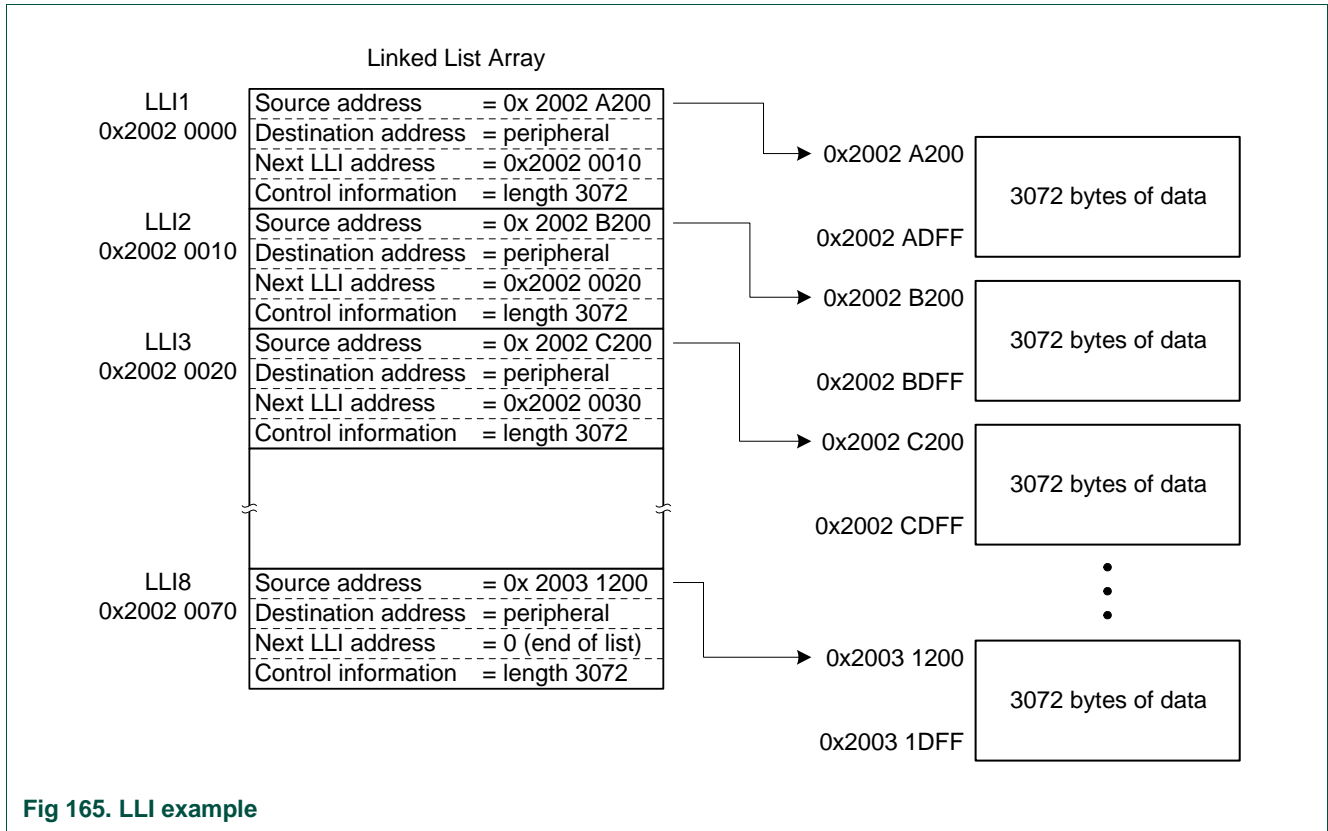 Linked List Array
LLI1
0x2002 0000
Source address = 0x 2002 A200
Destination address = peripheral
Next LLI address = 0x2002 0010
Control information = length 3072
LLI2
0x2002 0010
Source address = 0x 2002 B200
Destination address = peripheral
Next LLI address = 0x2002 0020
Control information = length 3072
LLI3
0x2002 0020
Source address = 0x 2002 C200
Destination address = peripheral
Next LLI address = 0x2002 0030
Control information = length 3072
LLI8
0x2002 0070
Source address = 0x 2003 1200
Destination address = peripheral
Next LLI address = 0 (end of list)
Control information = length 3072
0x2002 A200
3072 bytes of data
0x2002 ADFF
0x2002 B200
3072 bytes of data
0x2002 BDFF
0x2002 C200
3072 bytes of data
0x2002 CDFF
0x2003 1200
3072 bytes of data
0x2003 1DFF
Fig 165. LLI example